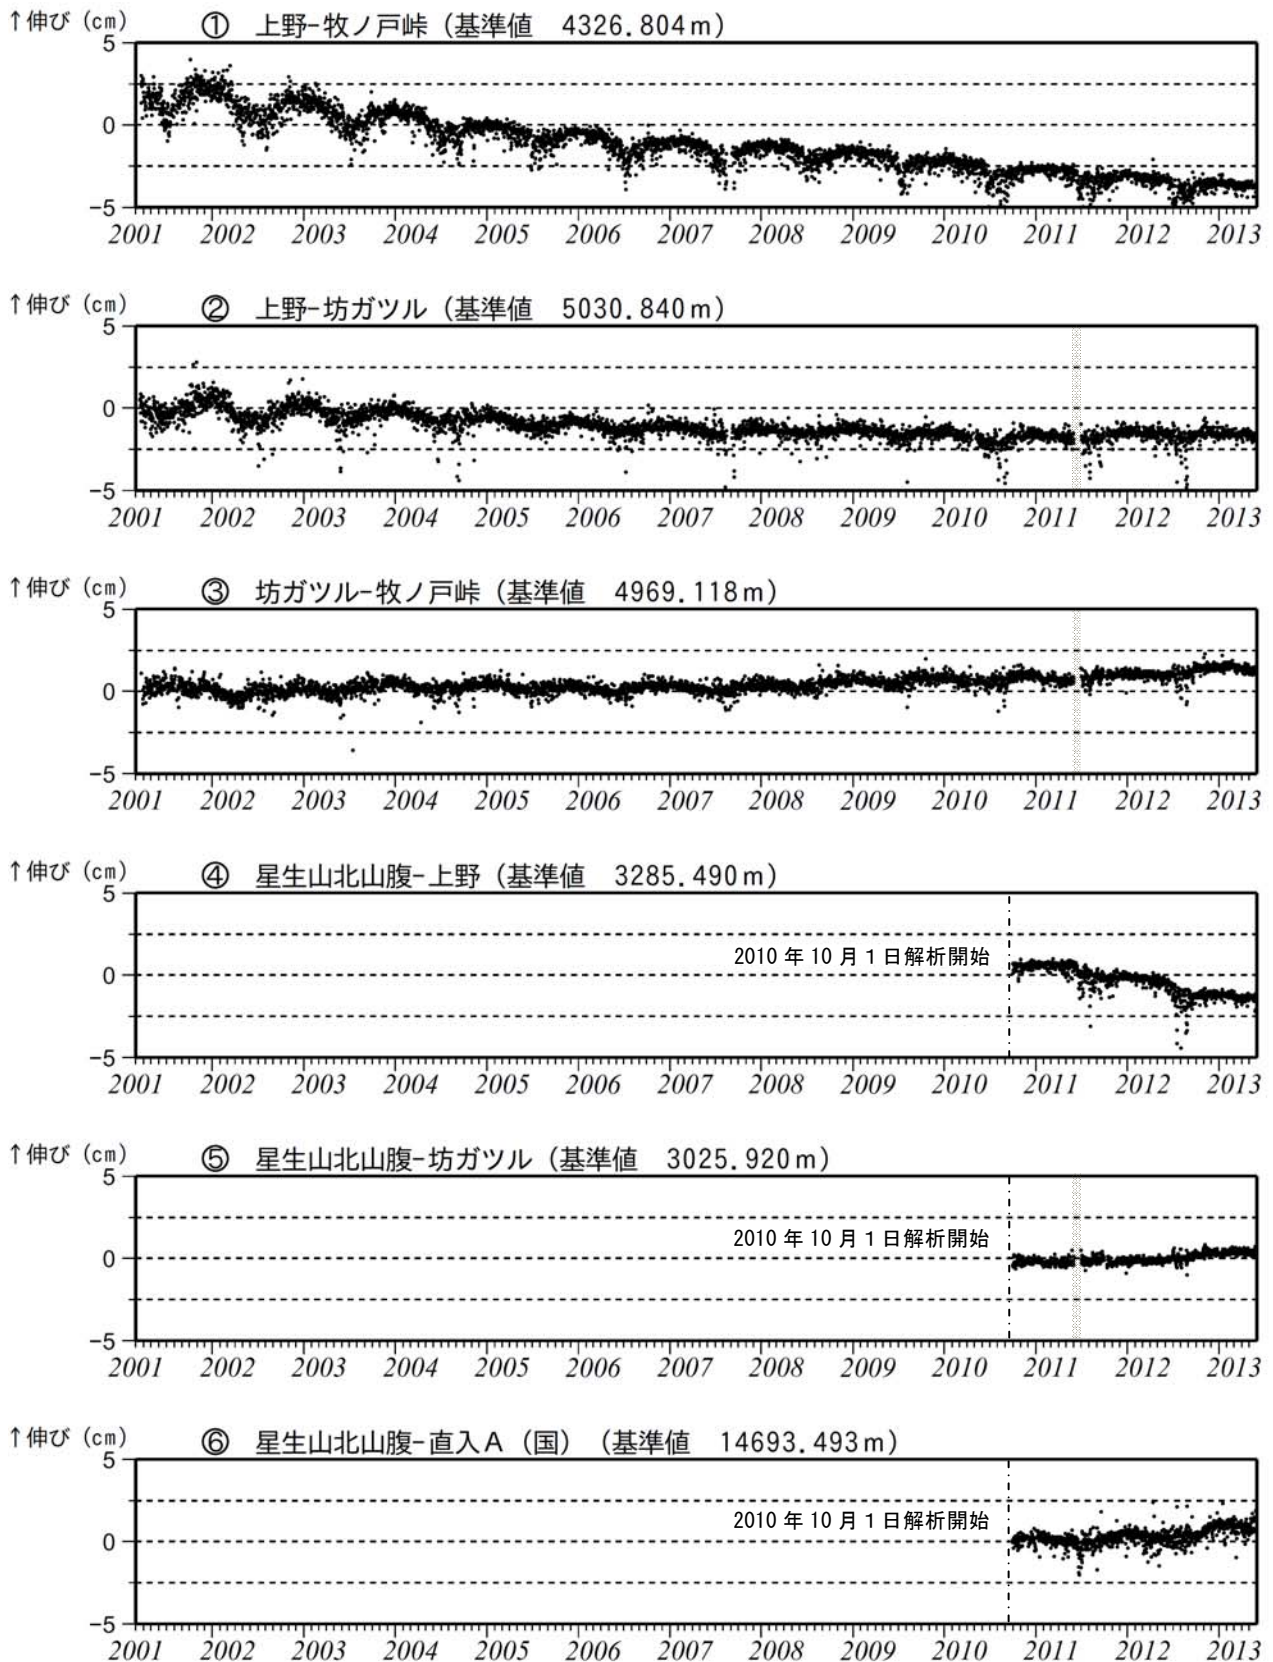 ↑伸び（cm） ① 上野-牧ノ戸峠（基準値 4326.804m）
5
0
-5
2001 2002 2003 2004 2005 2006 2007 2008 2009 2010 2011 2012 2013
↑伸び（cm） ② 上野-坊ガツル（基準値 5030.840m）
5
0
-5
2001 2002 2003 2004 2005 2006 2007 2008 2009 2010 2011 2012 2013
↑伸び（cm） ③ 坊ガツル-牧ノ戸峠（基準値 4969.118m）
5
0
-5
2001 2002 2003 2004 2005 2006 2007 2008 2009 2010 2011 2012 2013
↑伸び（cm） ④ 星生山北山腹-上野（基準値 3285.490m）
5
2010年10月1日解析開始
0
-5
2001 2002 2003 2004 2005 2006 2007 2008 2009 2010 2011 2012 2013
↑伸び（cm） ⑤ 星生山北山腹-坊ガツル（基準値 3025.920m）
5
2010年10月1日解析開始
0
-5
2001 2002 2003 2004 2005 2006 2007 2008 2009 2010 2011 2012 2013
↑伸び（cm） ⑥ 星生山北山腹-直入A（国）（基準値 14693.493m）
5
2010年10月1日解析開始
0
-5
2001 2002 2003 2004 2005 2006 2007 2008 2009 2010 2011 2012 2013